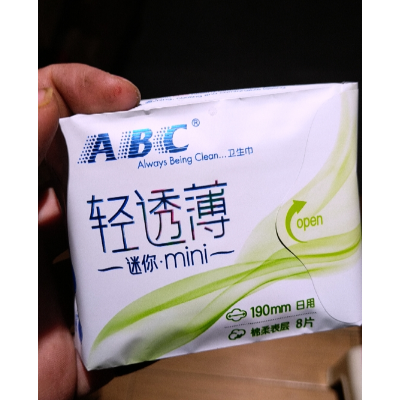 ABC®
Always Being Clean...卫生巾
轻透薄
迷你·mini
open
190mm 日用
棉柔表层 8片